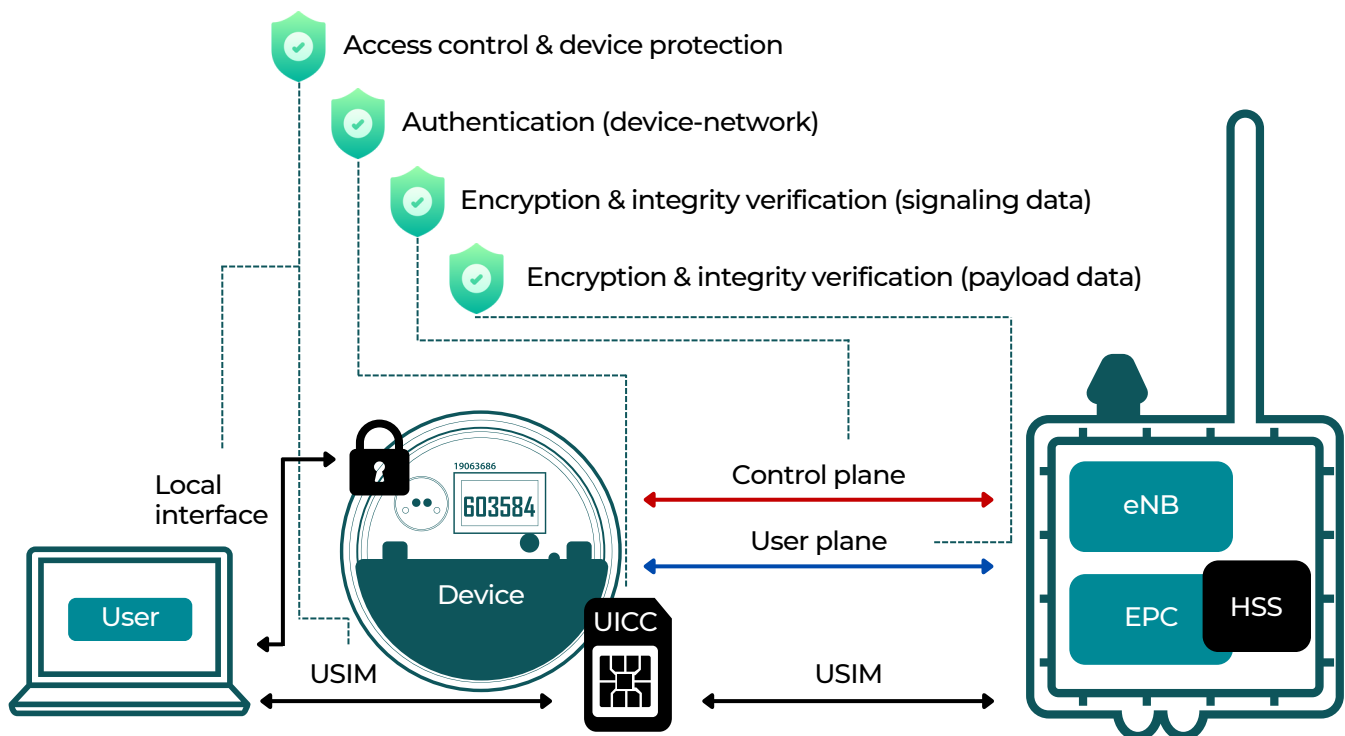 Access control & device protection
Authentication (device-network)
Encryption & integrity verification (signaling data)
Encryption & integrity verification (payload data)
Local
interface
19063686
603584
Control plane
User plane
eNB
EPC
HSS
User
Device
UICC
USIM
USIM